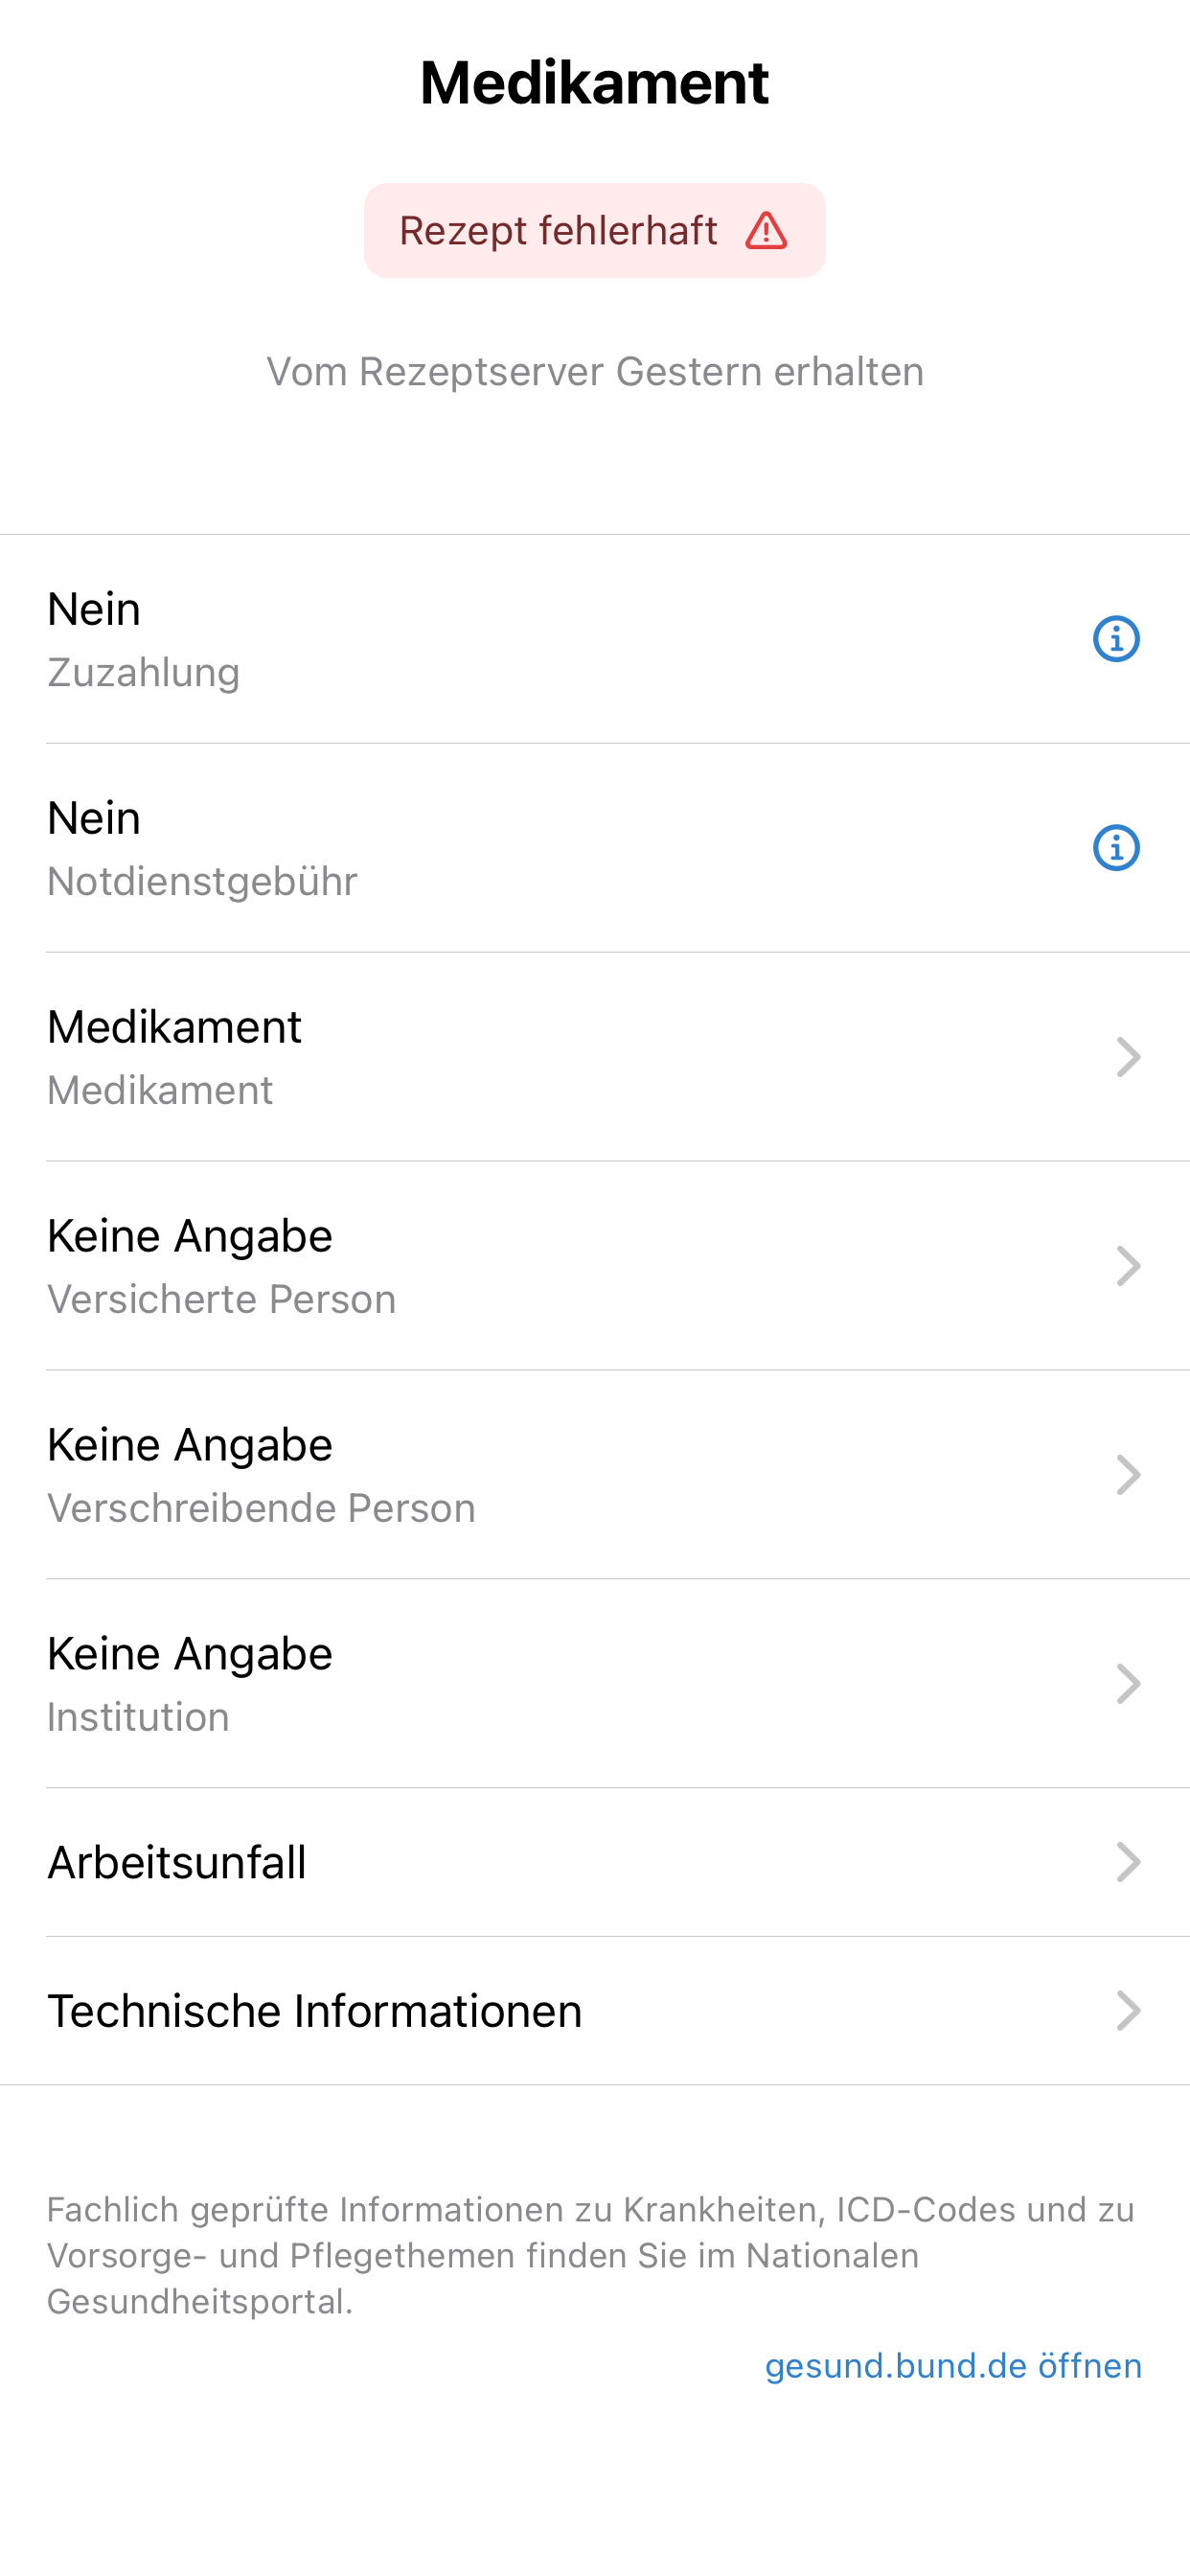 Medikament
Rezept fehlerhaft
Vom Rezeptserver Gestern erhalten
Nein
Zuzahlung
Nein
Notdienstgebühr
Medikament
Medikament
Keine Angabe
Versicherte Person
Keine Angabe
Verschreibende Person
Keine Angabe
Institution
Arbeitsunfall
Technische Informationen
Fachlich geprüfte Informationen zu Krankheiten, ICD-Codes und zu
Vorsorge- und Pflegethemen finden Sie im Nationalen
Gesundheitsportal.
gesund.bund.de öffnen